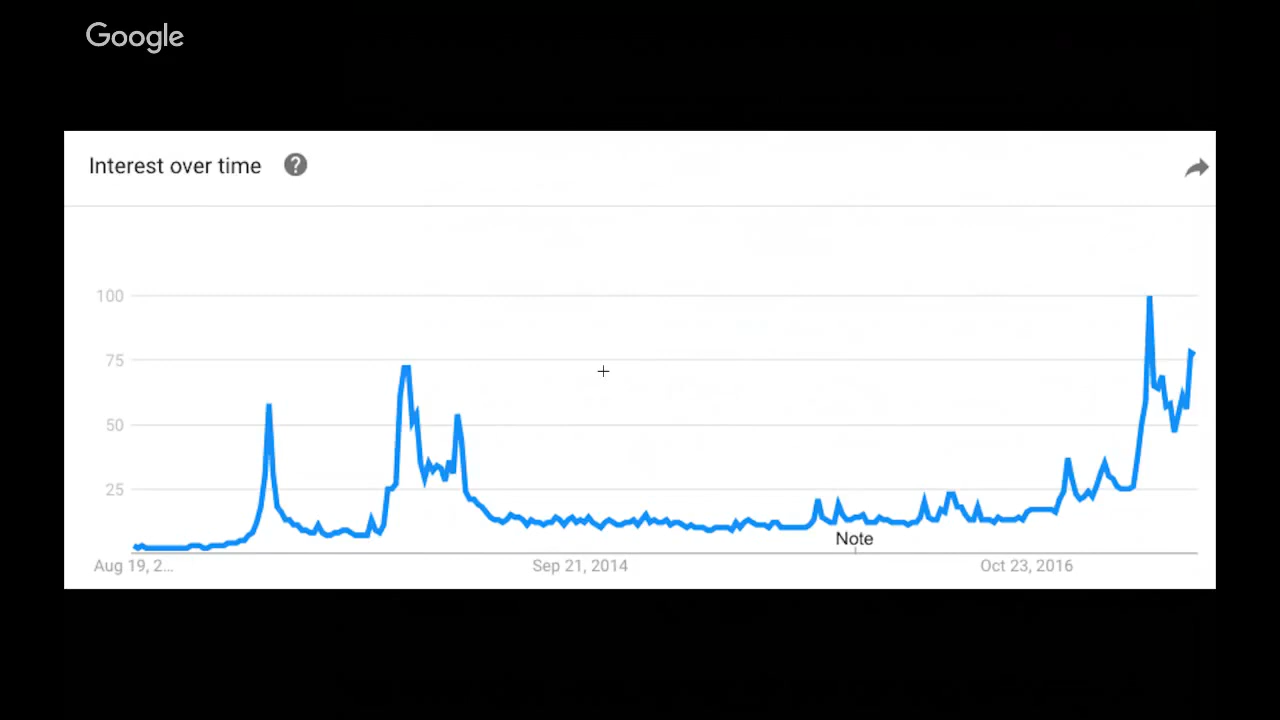 Google
Interest over time ?
100
75
50
25
Note
Aug 19, 2...
Sep 21, 2014
Oct 23, 2016